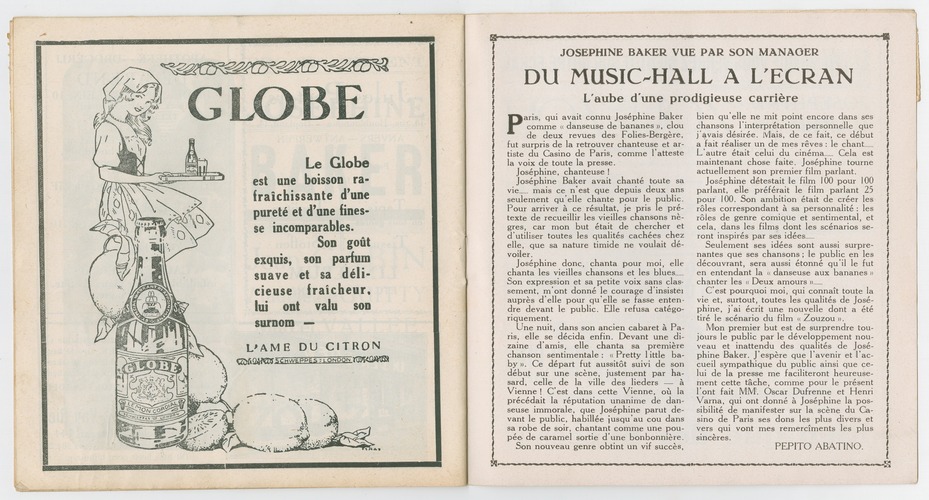 GLOBE
Le Globe
est une boisson ra-
fraîchissante d'une
pureté et d'une fines-
se incomparables.
Son goût
exquis, son parfum
suave et sa déli-
cieuse fraîcheur,
lui ont valu son
surnom —
L'AME DU CITRON
SCHWEPPES LONDON
GLOBE
JOSEPHINE BAKER VUE PAR SON MANAGER
DU MUSIC-HALL A L'ECRAN
L'aube d'une prodigieuse carrière
Paris, qui avait connu Joséphine Baker
comme « danseuse de bananes », clou
de deux revues des Folies-Bergère,
fut surpris de la retrouver chanteuse et ar-
tiste du Casino de Paris, comme l'atteste
la voix de toute la presse.
Joséphine, chanteuse !
Joséphine Baker avait chanté toute sa
vie.... mais ce n'est que depuis deux ans
seulement qu'elle chante pour le public.
Pour arriver à ce résultat, je pris le pré-
texte de recueillir les vieilles chansons nè-
gres, car mon but était de chercher et
d'utiliser toutes les qualités cachées chez
elle, que sa nature timide ne voulait dé-
voiler.
Joséphine donc, chanta pour moi, elle
chanta les vieilles chansons et les blues....
Son expression et sa petite voix sans clas-
sement, m'ont donné le courage d'insister
auprès d'elle pour qu'elle se fasse enten-
dre devant le public. Elle refusa catégo-
riquement.
Une nuit, dans son ancien cabaret à Pa-
ris, elle se décida enfin. Devant une di-
zaine d'amis, elle chanta sa première
chanson sentimentale : « Pretty little ba-
by ». Ce départ fut aussitôt suivi de son
début sur une scène, justement par ha-
sard, celle de la ville des lieders — à
Vienne ! C'est dans cette Vienne, où la
précédait la réputation unanime de dan-
seuse immorale, que Joséphine parut de-
vant le public, habillée jusqu'au cou dans
sa robe de soir, chantant comme une pou-
pée de caramel sortie d'une bonbonnière.
Son nouveau genre obtint un vif succès,
bien qu'elle ne mit point encore dans ses
chansons l'interprétation personnelle que
j'avais désirée. Mais, de ce fait, ce début
a fait réaliser un de mes rêves : le chant....
L'autre était celui du cinéma.... Cela est
maintenant chose faite. Joséphine tourne
actuellement son premier film parlant.
Joséphine détestait le film 100 pour 100
parlant, elle préférait le film parlant 25
pour 100. Son ambition était de créer les
rôles correspondant à sa personnalité : les
rôles de genre comique et sentimental, et
cela, dans des films dont les scénarios se-
ront inspirés par ses idées....
Seulement ses idées sont aussi surpre-
nantes que ses chansons ; le public en les
découvrant, sera aussi étonné qu'il le fut
en entendant la « danseuse aux bananes »
chanter les « Deux amours »....
C'est pourquoi moi, qui connaît toute la
vie et, surtout, toutes les qualités de José-
phine, j'ai écrit une nouvelle dont a été
tiré le scénario du film « Zouzou ».
Mon premier but est de surprendre tou-
jours le public par le développement nou-
veau et inattendu des qualités de José-
phine Baker. J'espère que l'avenir et l'ac-
cueil sympathique du public ainsi que ce-
lui de la presse me faciliteront heureuse-
ment cette tâche, comme pour le présent
l'ont fait MM. Oscar Dufrenne et Henri
Varna, qui ont donné à Joséphine la pos-
sibilité de manifester sur la scène du Ca-
sino de Paris ses dons les plus divers et
vers qui vont mes remercîments les plus
sincères.
PEPITO ABATINO.